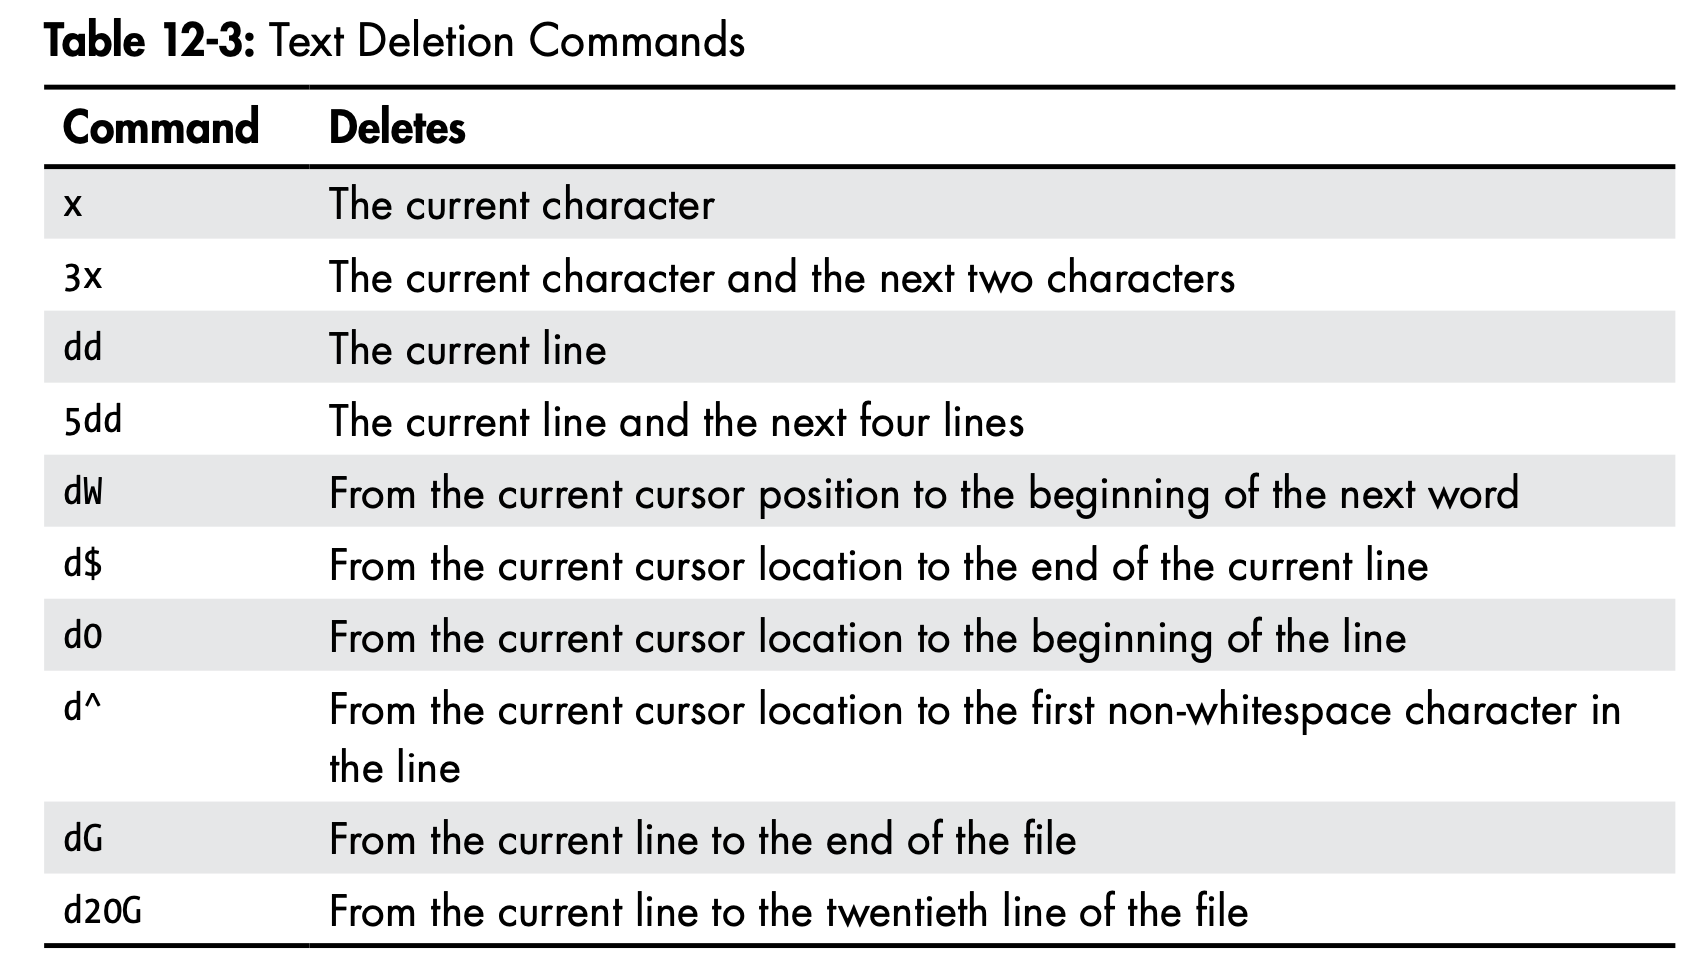 Table 12-3: Text Deletion Commands
Command Deletes
x The current character
3x The current character and the next two characters
dd The current line
5dd The current line and the next four lines
dW From the current cursor position to the beginning of the next word
d$ From the current cursor location to the end of the current line
d0 From the current cursor location to the beginning of the line
d^ From the current cursor location to the first non-whitespace character in
the line
dG From the current line to the end of the file
d20G From the current line to the twentieth line of the file